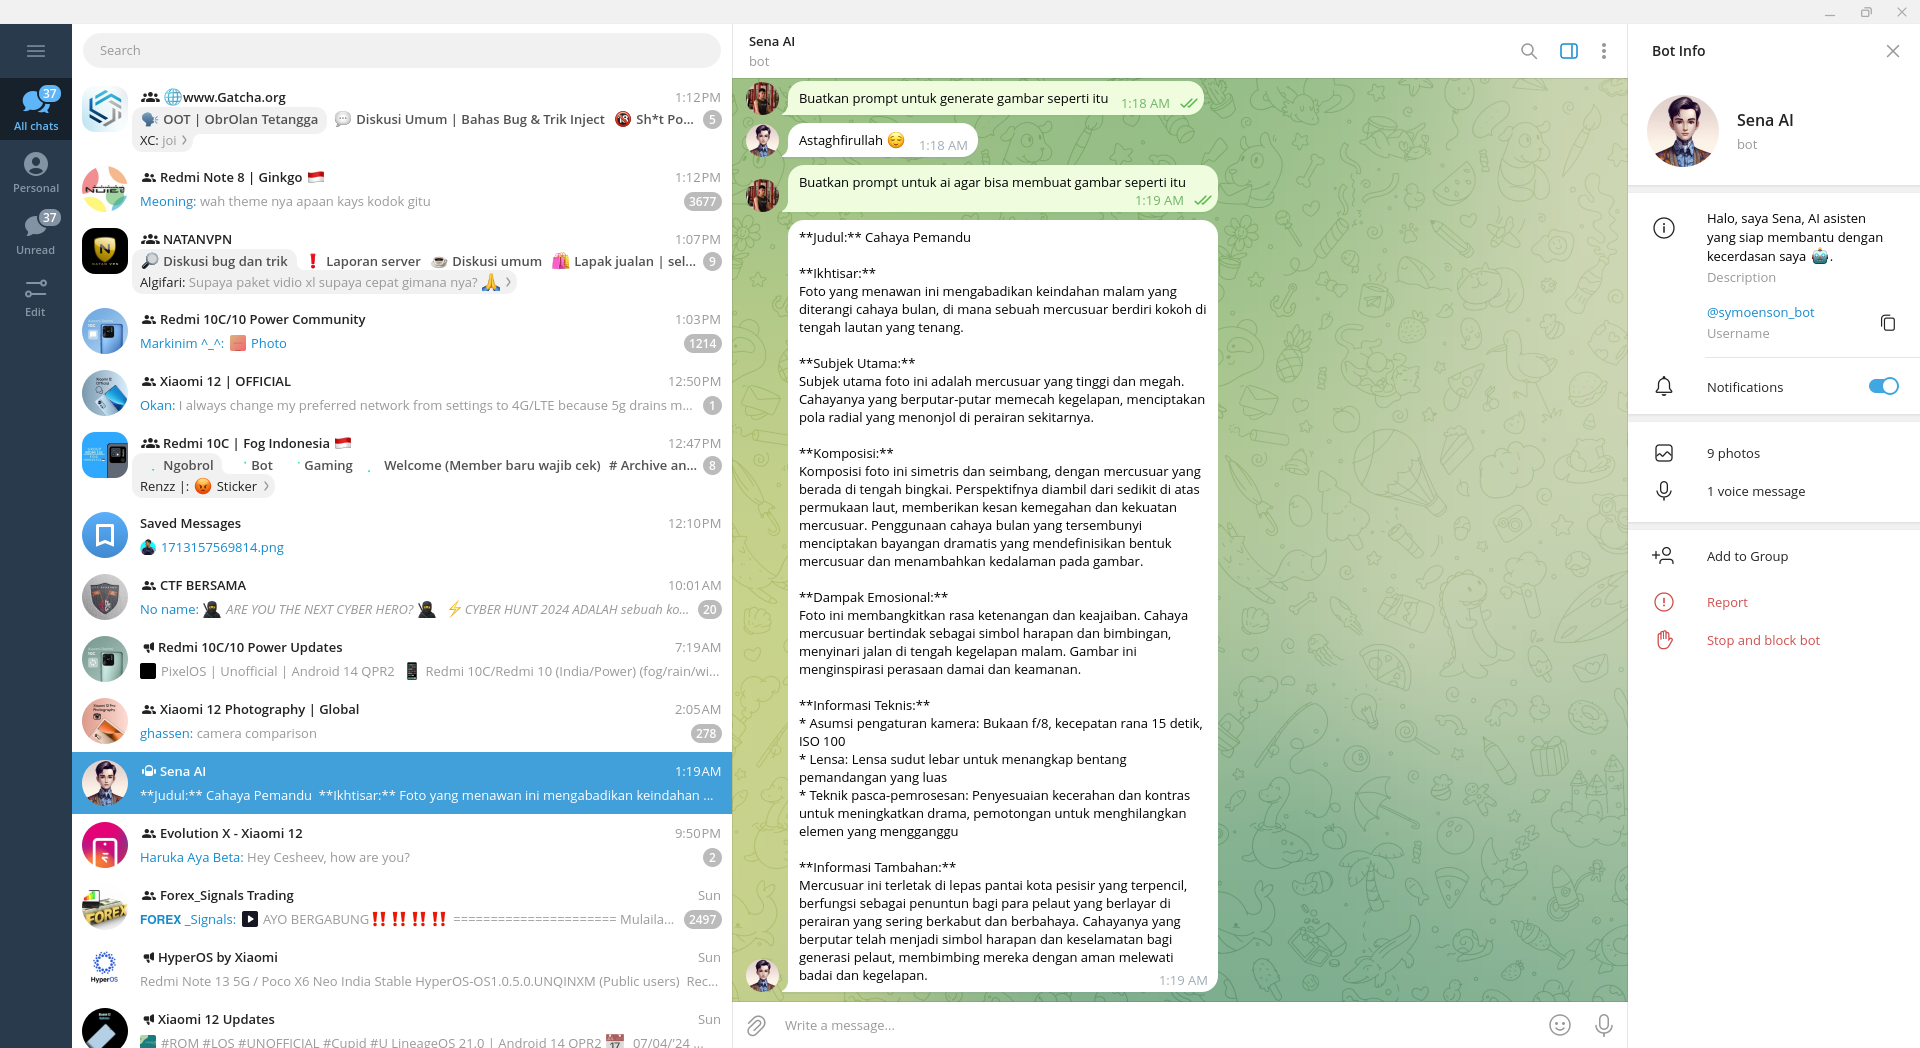 Search
37
All chats
Personal
37
Unread
Edit
🌐www.Gatcha.org 1:12PM
🗣 OOT | ObrOlan Tetangga 💬 Diskusi Umum | Bahas Bug & Trik Inject 🔞 Sh*t Po... 5
XC: joi
Redmi Note 8 | Ginkgo 🇮🇩 1:12PM
Meoning: wah theme nya apaan kays kodok gitu 3677
NATANVPN 1:07PM
🔎 Diskusi bug dan trik ❗ Laporan server ☕ Diskusi umum 🛍 Lapak jualan | sel... 9
Algifari: Supaya paket vidio xl supaya cepat gimana nya? 🙏
Redmi 10C/10 Power Community 1:03PM
Markinim ^_^: Photo 1214
Xiaomi 12 | OFFICIAL 12:50PM
Okan: I always change my preferred network from settings to 4G/LTE because 5g drains m... 1
Redmi 10C | Fog Indonesia 🇮🇩 12:47PM
Ngobrol Bot Gaming Welcome (Member baru wajib cek) # Archive an... 8
Renzz |: 😡 Sticker
Saved Messages 12:10PM
1713157569814.png
CTF BERSAMA 10:01AM
No name: 🥷 ARE YOU THE NEXT CYBER HERO? 🥷 ⚡CYBER HUNT 2024 ADALAH sebuah ko... 20
Redmi 10C/10 Power Updates 7:19AM
PixelOS | Unofficial | Android 14 QPR2 📱 Redmi 10C/Redmi 10 (India/Power) (fog/rain/wi...
Xiaomi 12 Photography | Global 2:05AM
ghassen: camera comparison 278
Sena AI 1:19AM
**Judul:** Cahaya Pemandu **Ikhtisar:** Foto yang menawan ini mengabadikan keindahan ...
Evolution X - Xiaomi 12 9:50PM
Haruka Aya Beta: Hey Cesheev, how are you? 2
Forex_Signals Trading Sun
FOREX _Signals: AYO BERGABUNG‼️‼️‼️‼️ ===================== Mulaila... 2497
HyperOS by Xiaomi Sun
Redmi Note 13 5G / Poco X6 Neo India Stable HyperOS-OS1.0.5.0.UNQINXM (Public users) Rec...
Xiaomi 12 Updates Sun
#ROM #LOS #UNOFFICIAL #Cupid #U LineageOS 21.0 | Android 14 QPR2 📅 07/04/'24 ...
Sena AI
bot
Buatkan prompt untuk generate gambar seperti itu 1:18 AM
Astaghfirullah 😌 1:18 AM
Buatkan prompt untuk ai agar bisa membuat gambar seperti itu
1:19 AM
**Judul:** Cahaya Pemandu
**Ikhtisar:**
Foto yang menawan ini mengabadikan keindahan malam yang
diterangi cahaya bulan, di mana sebuah mercusuar berdiri kokoh di
tengah lautan yang tenang.
**Subjek Utama:**
Subjek utama foto ini adalah mercusuar yang tinggi dan megah.
Cahayanya yang berputar-putar memecah kegelapan, menciptakan
pola radial yang menonjol di perairan sekitarnya.
**Komposisi:**
Komposisi foto ini simetris dan seimbang, dengan mercusuar yang
berada di tengah bingkai. Perspektifnya diambil dari sedikit di atas
permukaan laut, memberikan kesan kemegahan dan kekuatan
mercusuar. Penggunaan cahaya bulan yang tersembunyi
menciptakan bayangan dramatis yang mendefinisikan bentuk
mercusuar dan menambahkan kedalaman pada gambar.
**Dampak Emosional:**
Foto ini membangkitkan rasa ketenangan dan keajaiban. Cahaya
mercusuar bertindak sebagai simbol harapan dan bimbingan,
menyinari jalan di tengah kegelapan malam. Gambar ini
menginspirasi perasaan damai dan keamanan.
**Informasi Teknis:**
* Asumsi pengaturan kamera: Bukaan f/8, kecepatan rana 15 detik,
ISO 100
* Lensa: Lensa sudut lebar untuk menangkap bentang
pemandangan yang luas
* Teknik pasca-pemrosesan: Penyesuaian kecerahan dan kontras
untuk meningkatkan drama, pemotongan untuk menghilangkan
elemen yang mengganggu
**Informasi Tambahan:**
Mercusuar ini terletak di lepas pantai kota pesisir yang terpencil,
berfungsi sebagai penuntun bagi para pelaut yang berlayar di
perairan yang sering berkabut dan berbahaya. Cahayanya yang
berputar telah menjadi simbol harapan dan keselamatan bagi
generasi pelaut, membimbing mereka dengan aman melewati
badai dan kegelapan.
1:19 AM
Write a message...
Bot Info
Sena AI
bot
Halo, saya Sena, AI asisten
yang siap membantu dengan
kecerdasan saya 🤖.
Description
@symoenson_bot
Username
Notifications
9 photos
1 voice message
Add to Group
Report
Stop and block bot